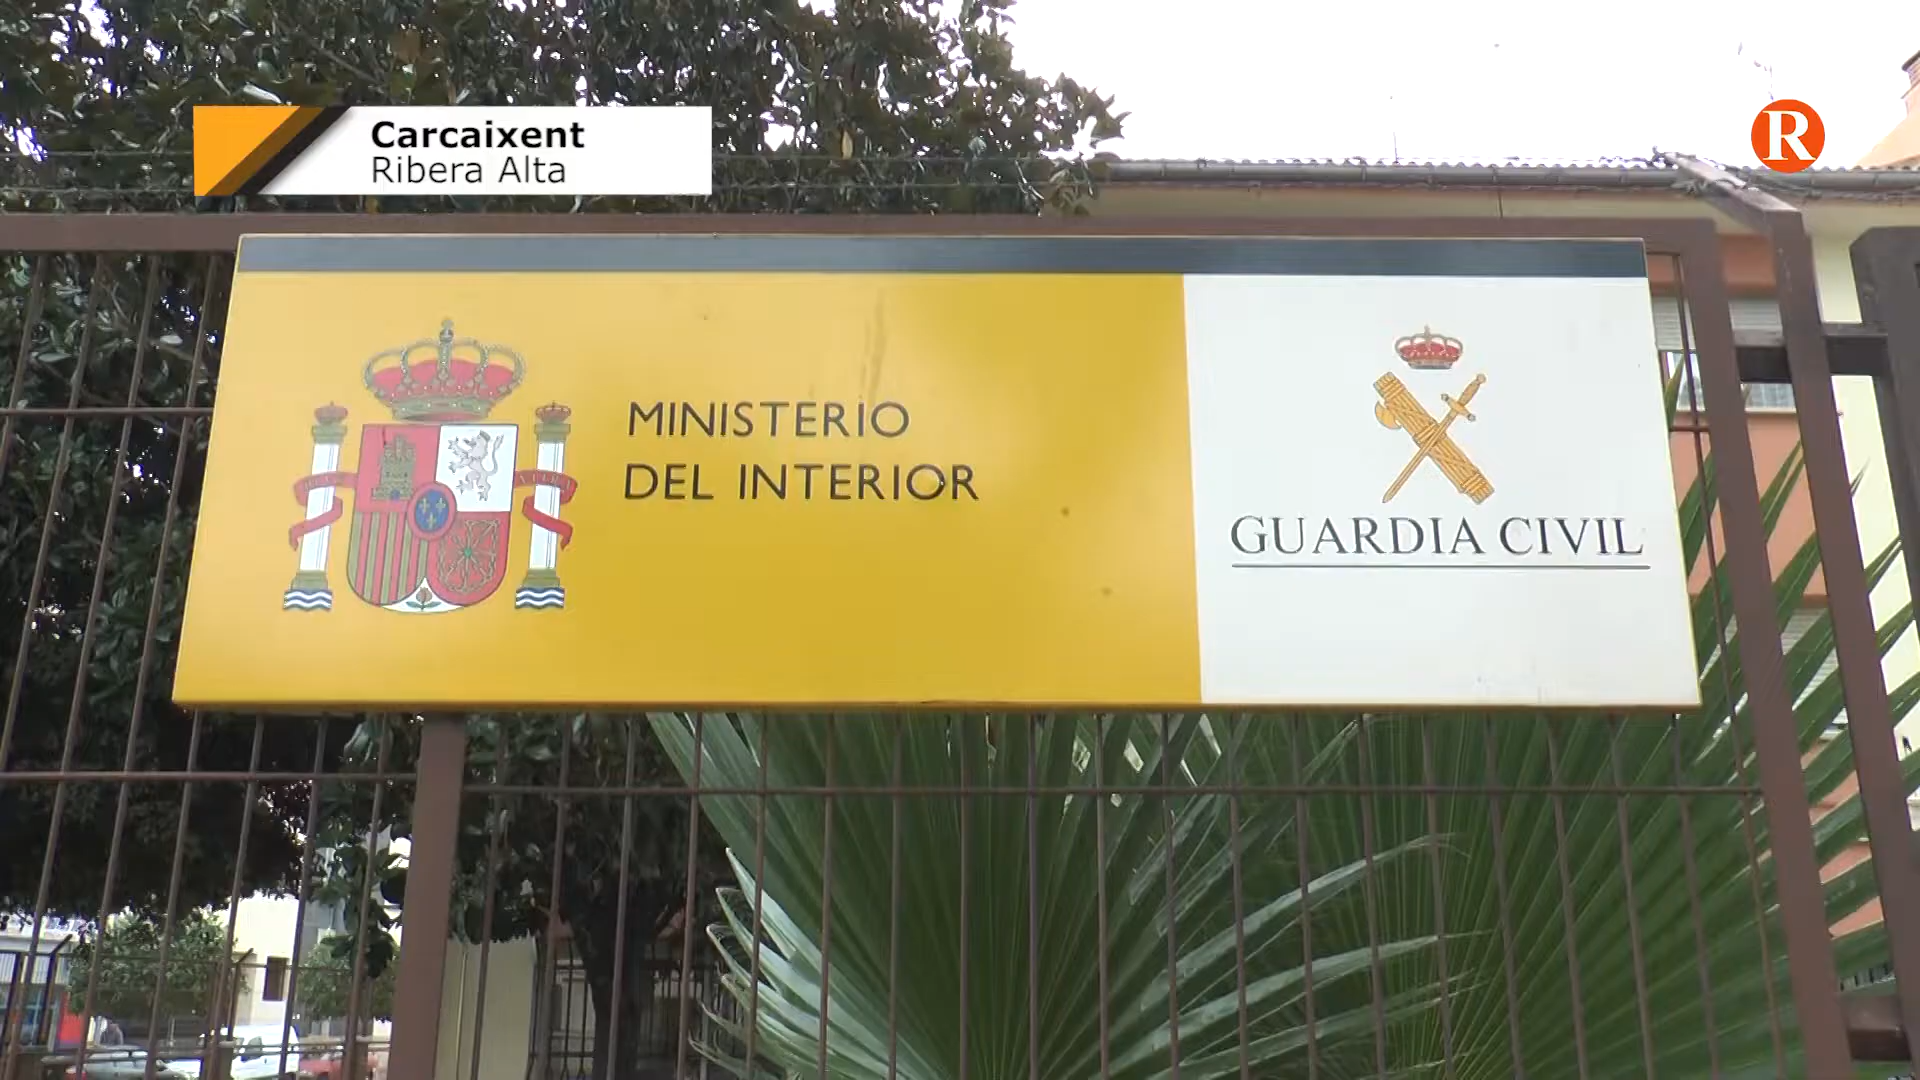 Carcaixent
Ribera Alta
R
MINISTERIO
DEL INTERIOR
GUARDIA CIVIL